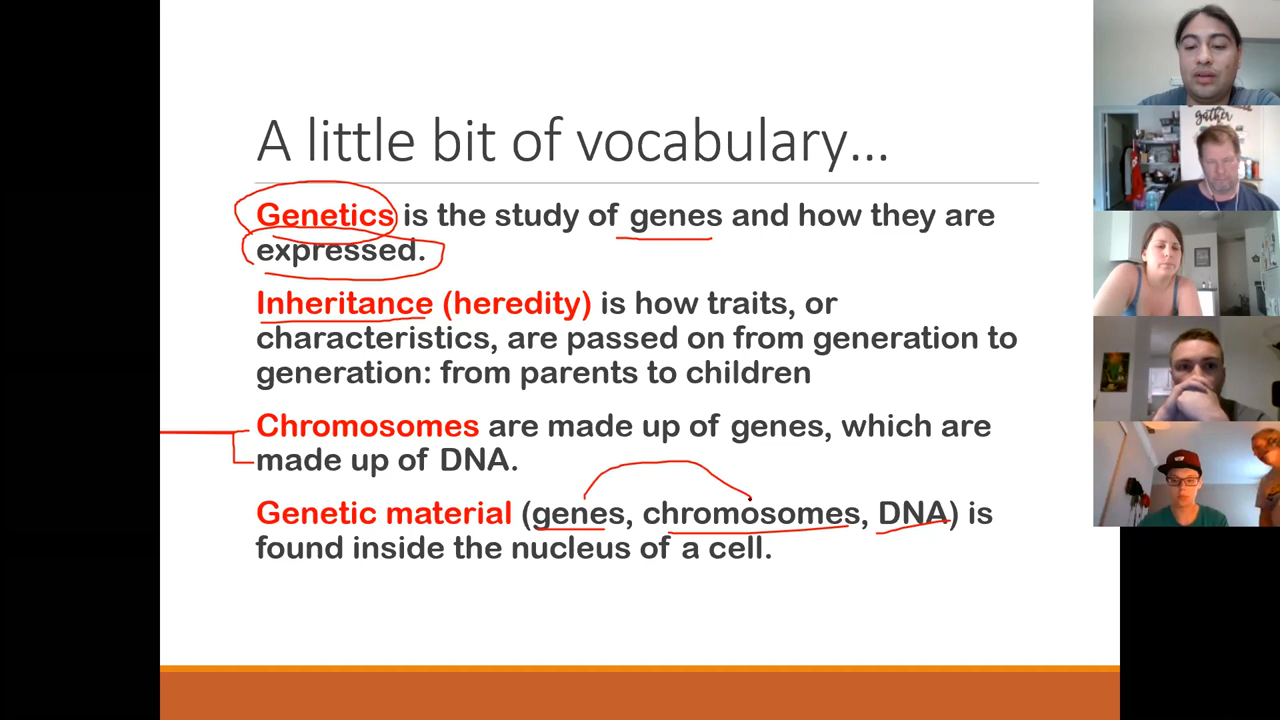 A little bit of vocabulary…
Genetics is the study of genes and how they are
expressed.
Inheritance (heredity) is how traits, or
characteristics, are passed on from generation to
generation: from parents to children
Chromosomes are made up of genes, which are
made up of DNA.
Genetic material (genes, chromosomes, DNA) is
found inside the nucleus of a cell.
gather